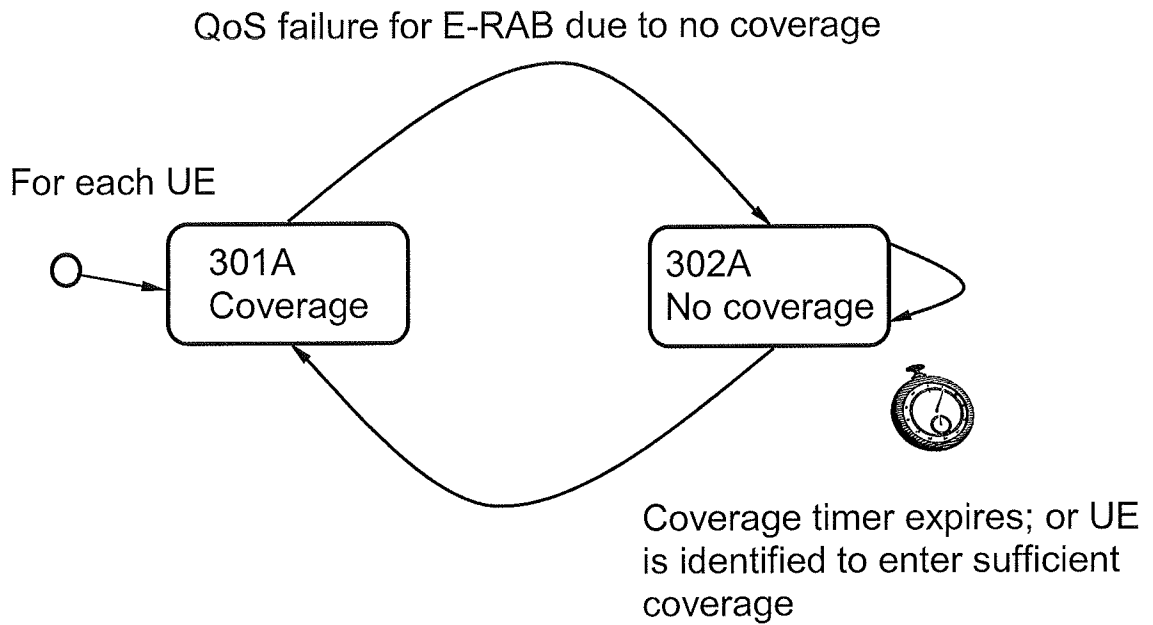 QoS failure for E-RAB due to no coverage
For each UE
301A
Coverage
302A
No coverage
Coverage timer expires; or UE
is identified to enter sufficient
coverage